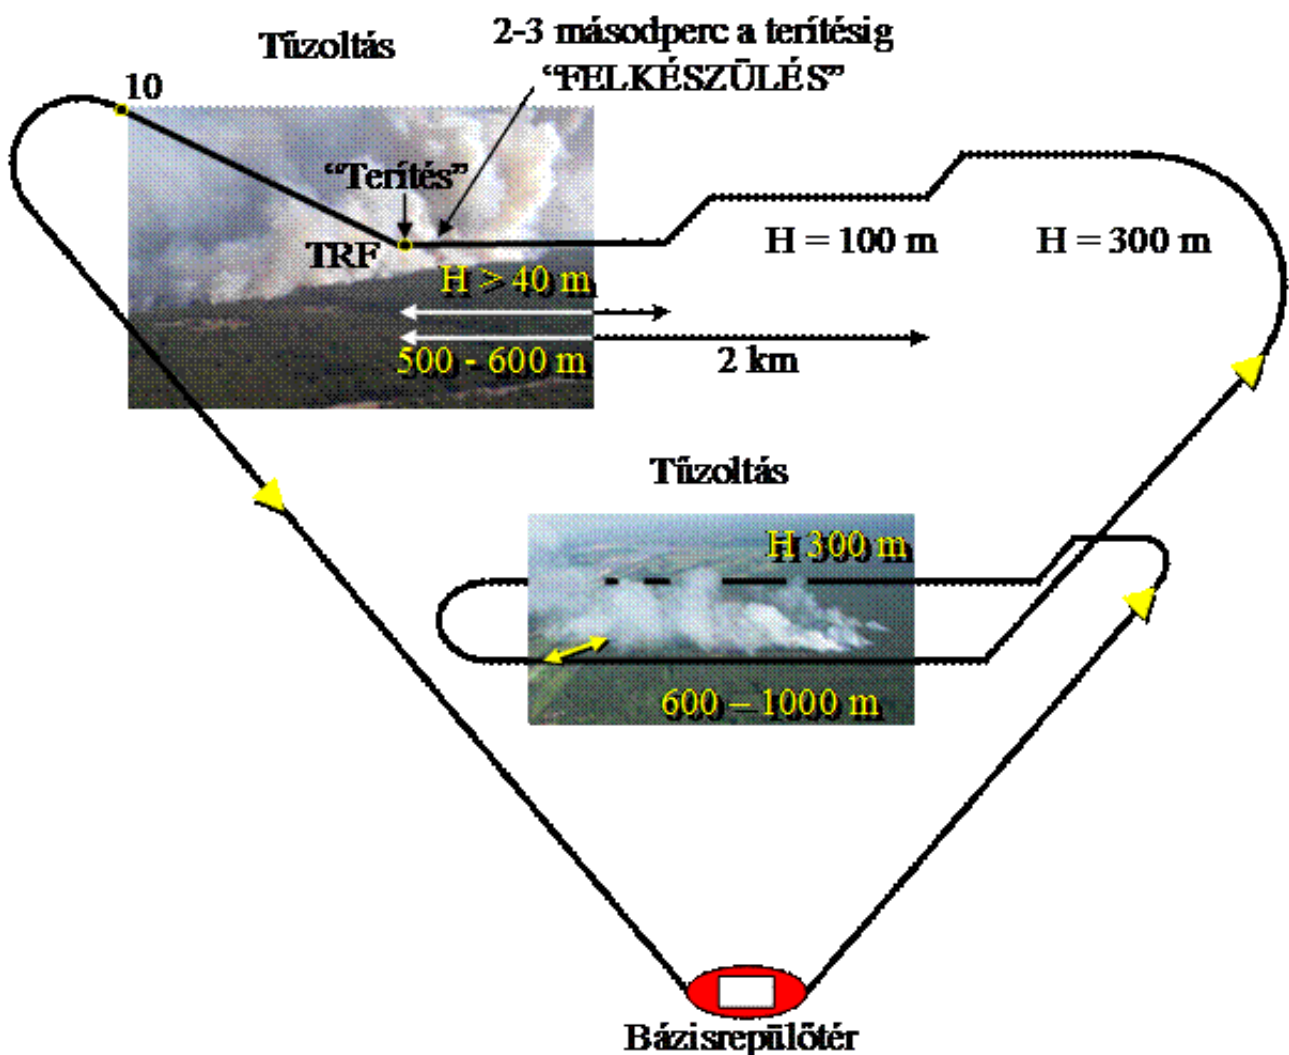 Tűzoltás
2-3 másodperc a terítésig
“FELKÉSZÜLÉS”
10
“Terítés”
TRF
H = 100 m
H = 300 m
H > 40 m
500 - 600 m
2 km
Tűzoltás
H 300 m
600 – 1000 m
Bázisrepülőtér